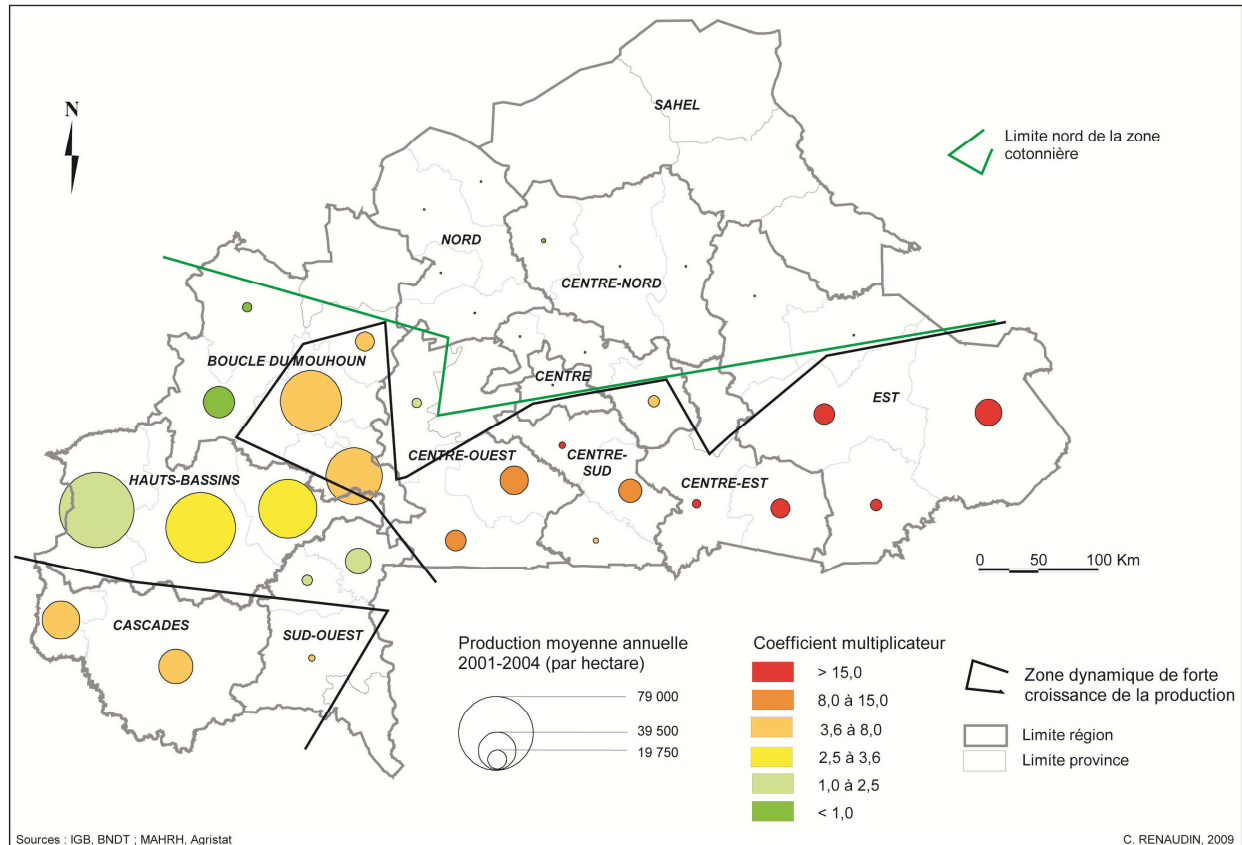 N
SAHEL
Limite nord de la zone
cotonnière
NORD
CENTRE-NORD
BOUCLE DU MOUHOUN
CENTRE
EST
CENTRE-OUEST
CENTRE-
SUD
HAUTS-BASSINS
CENTRE-EST
0 50 100 Km
CASCADES
SUD-OUEST
Production moyenne annuelle
2001-2004 (par hectare)
79 000
39 500
19 750
Coefficient multiplicateur
> 15,0
8,0 à 15,0
3,6 à 8,0
2,5 à 3,6
1,0 à 2,5
< 1,0
Zone dynamique de forte
croissance de la production
Limite région
Limite province
Sources : IGB, BNDT ; MAHRH, Agristat
C. RENAUDIN, 2009